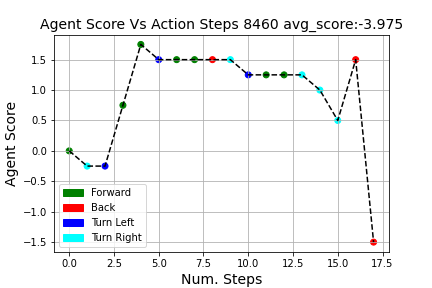 Agent Score Vs Action Steps 8460 avg_score:-3.975
Agent Score
1.5
1.0
0.5
0.0
−0.5
−1.0
−1.5
Forward
Back
Turn Left
Turn Right
0.0 2.5 5.0 7.5 10.0 12.5 15.0 17.5
Num. Steps